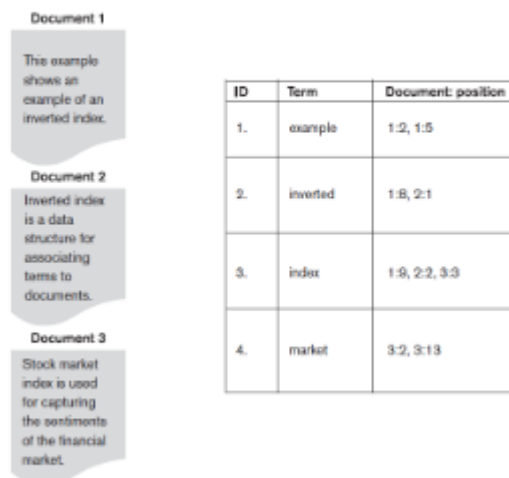 Document 1
This example
shows an
example of an
inverted index.
Document 2
Inverted index
is a data
structure for
associating
terms to
documents.
Document 3
Stock market
index is used
for capturing
the sentiments
of the financial
market.
ID Term Document: position
1. example 1:2, 1:5
2. inverted 1:8, 2:1
3. index 1:9, 2:2, 3:3
4. market 3:2, 3:13